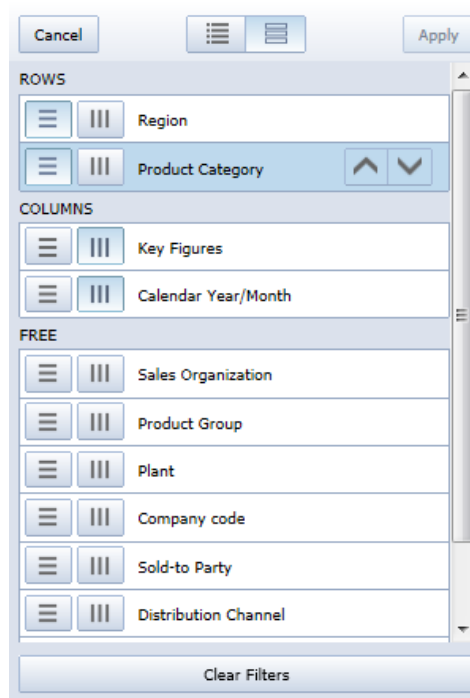 Cancel
Apply
ROWS
Region
Product Category
COLUMNS
Key Figures
Calendar Year/Month
FREE
Sales Organization
Product Group
Plant
Company code
Sold-to Party
Distribution Channel
Clear Filters